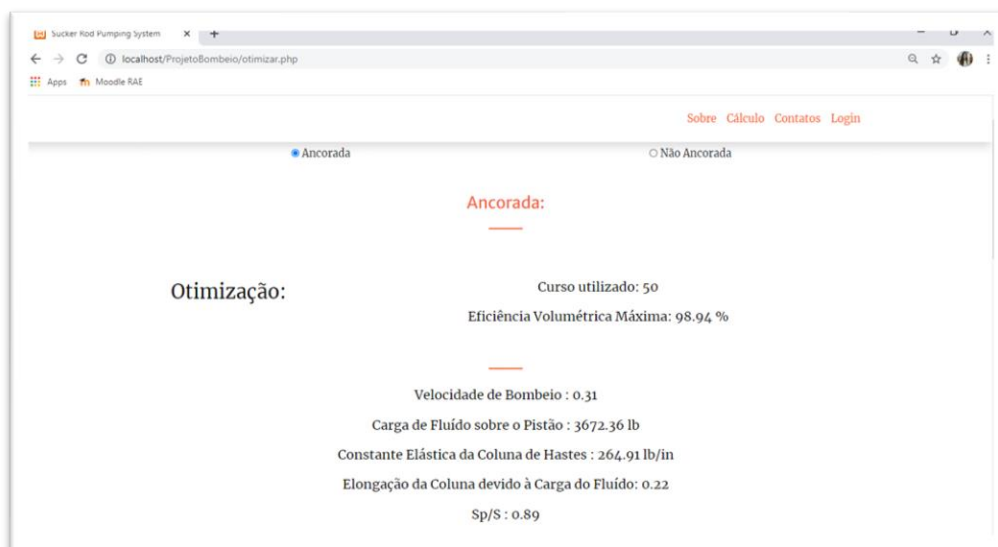 Sucker Rod Pumping System
localhost/ProjetoBombeio/otimizar.php
Apps Moodle RAE
Sobre Cálculo Contatos Login
Ancorada Não Ancorada
Ancorada:
Otimização:
Curso utilizado: 50
Eficiência Volumétrica Máxima: 98.94 %
Velocidade de Bombeio : 0.31
Carga de Fluído sobre o Pistão : 3672.36 lb
Constante Elástica da Coluna de Hastes : 264.91 lb/in
Elongação da Coluna devido à Carga do Fluído: 0.22
Sp/S : 0.89